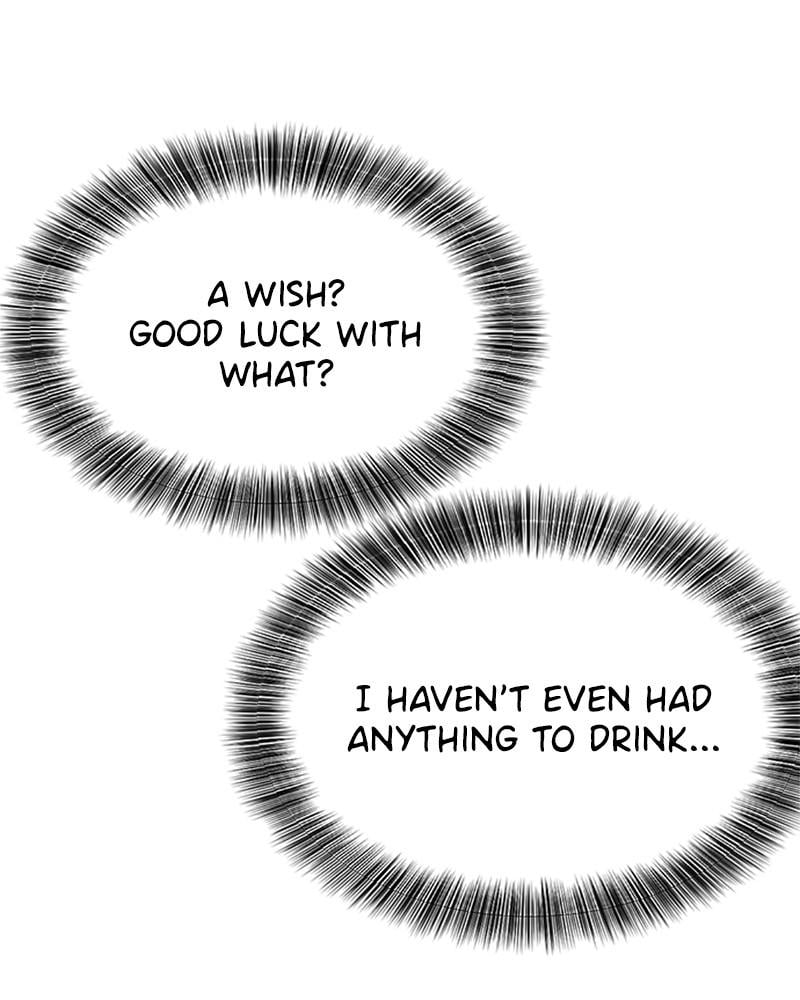 A WISH?
GOOD LUCK WITH
WHAT?
I HAVEN'T EVEN HAD
ANYTHING TO DRINK...